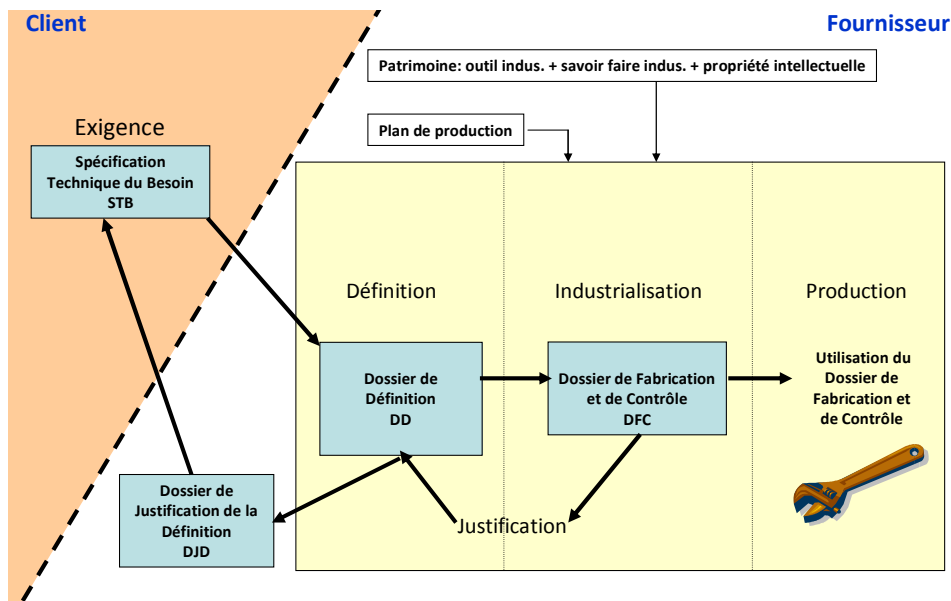 Client
Fournisseur
Patrimoine: outil indus. + savoir faire indus. + propriété intellectuelle
Plan de production
Exigence
Spécification
Technique du Besoin
STB
Définition
Industrialisation
Production
Dossier de
Définition
DD
Dossier de Fabrication
et de Contrôle
DFC
Utilisation du
Dossier de
Fabrication et
de Contrôle
Dossier de
Justification de la
Définition
DJD
Justification